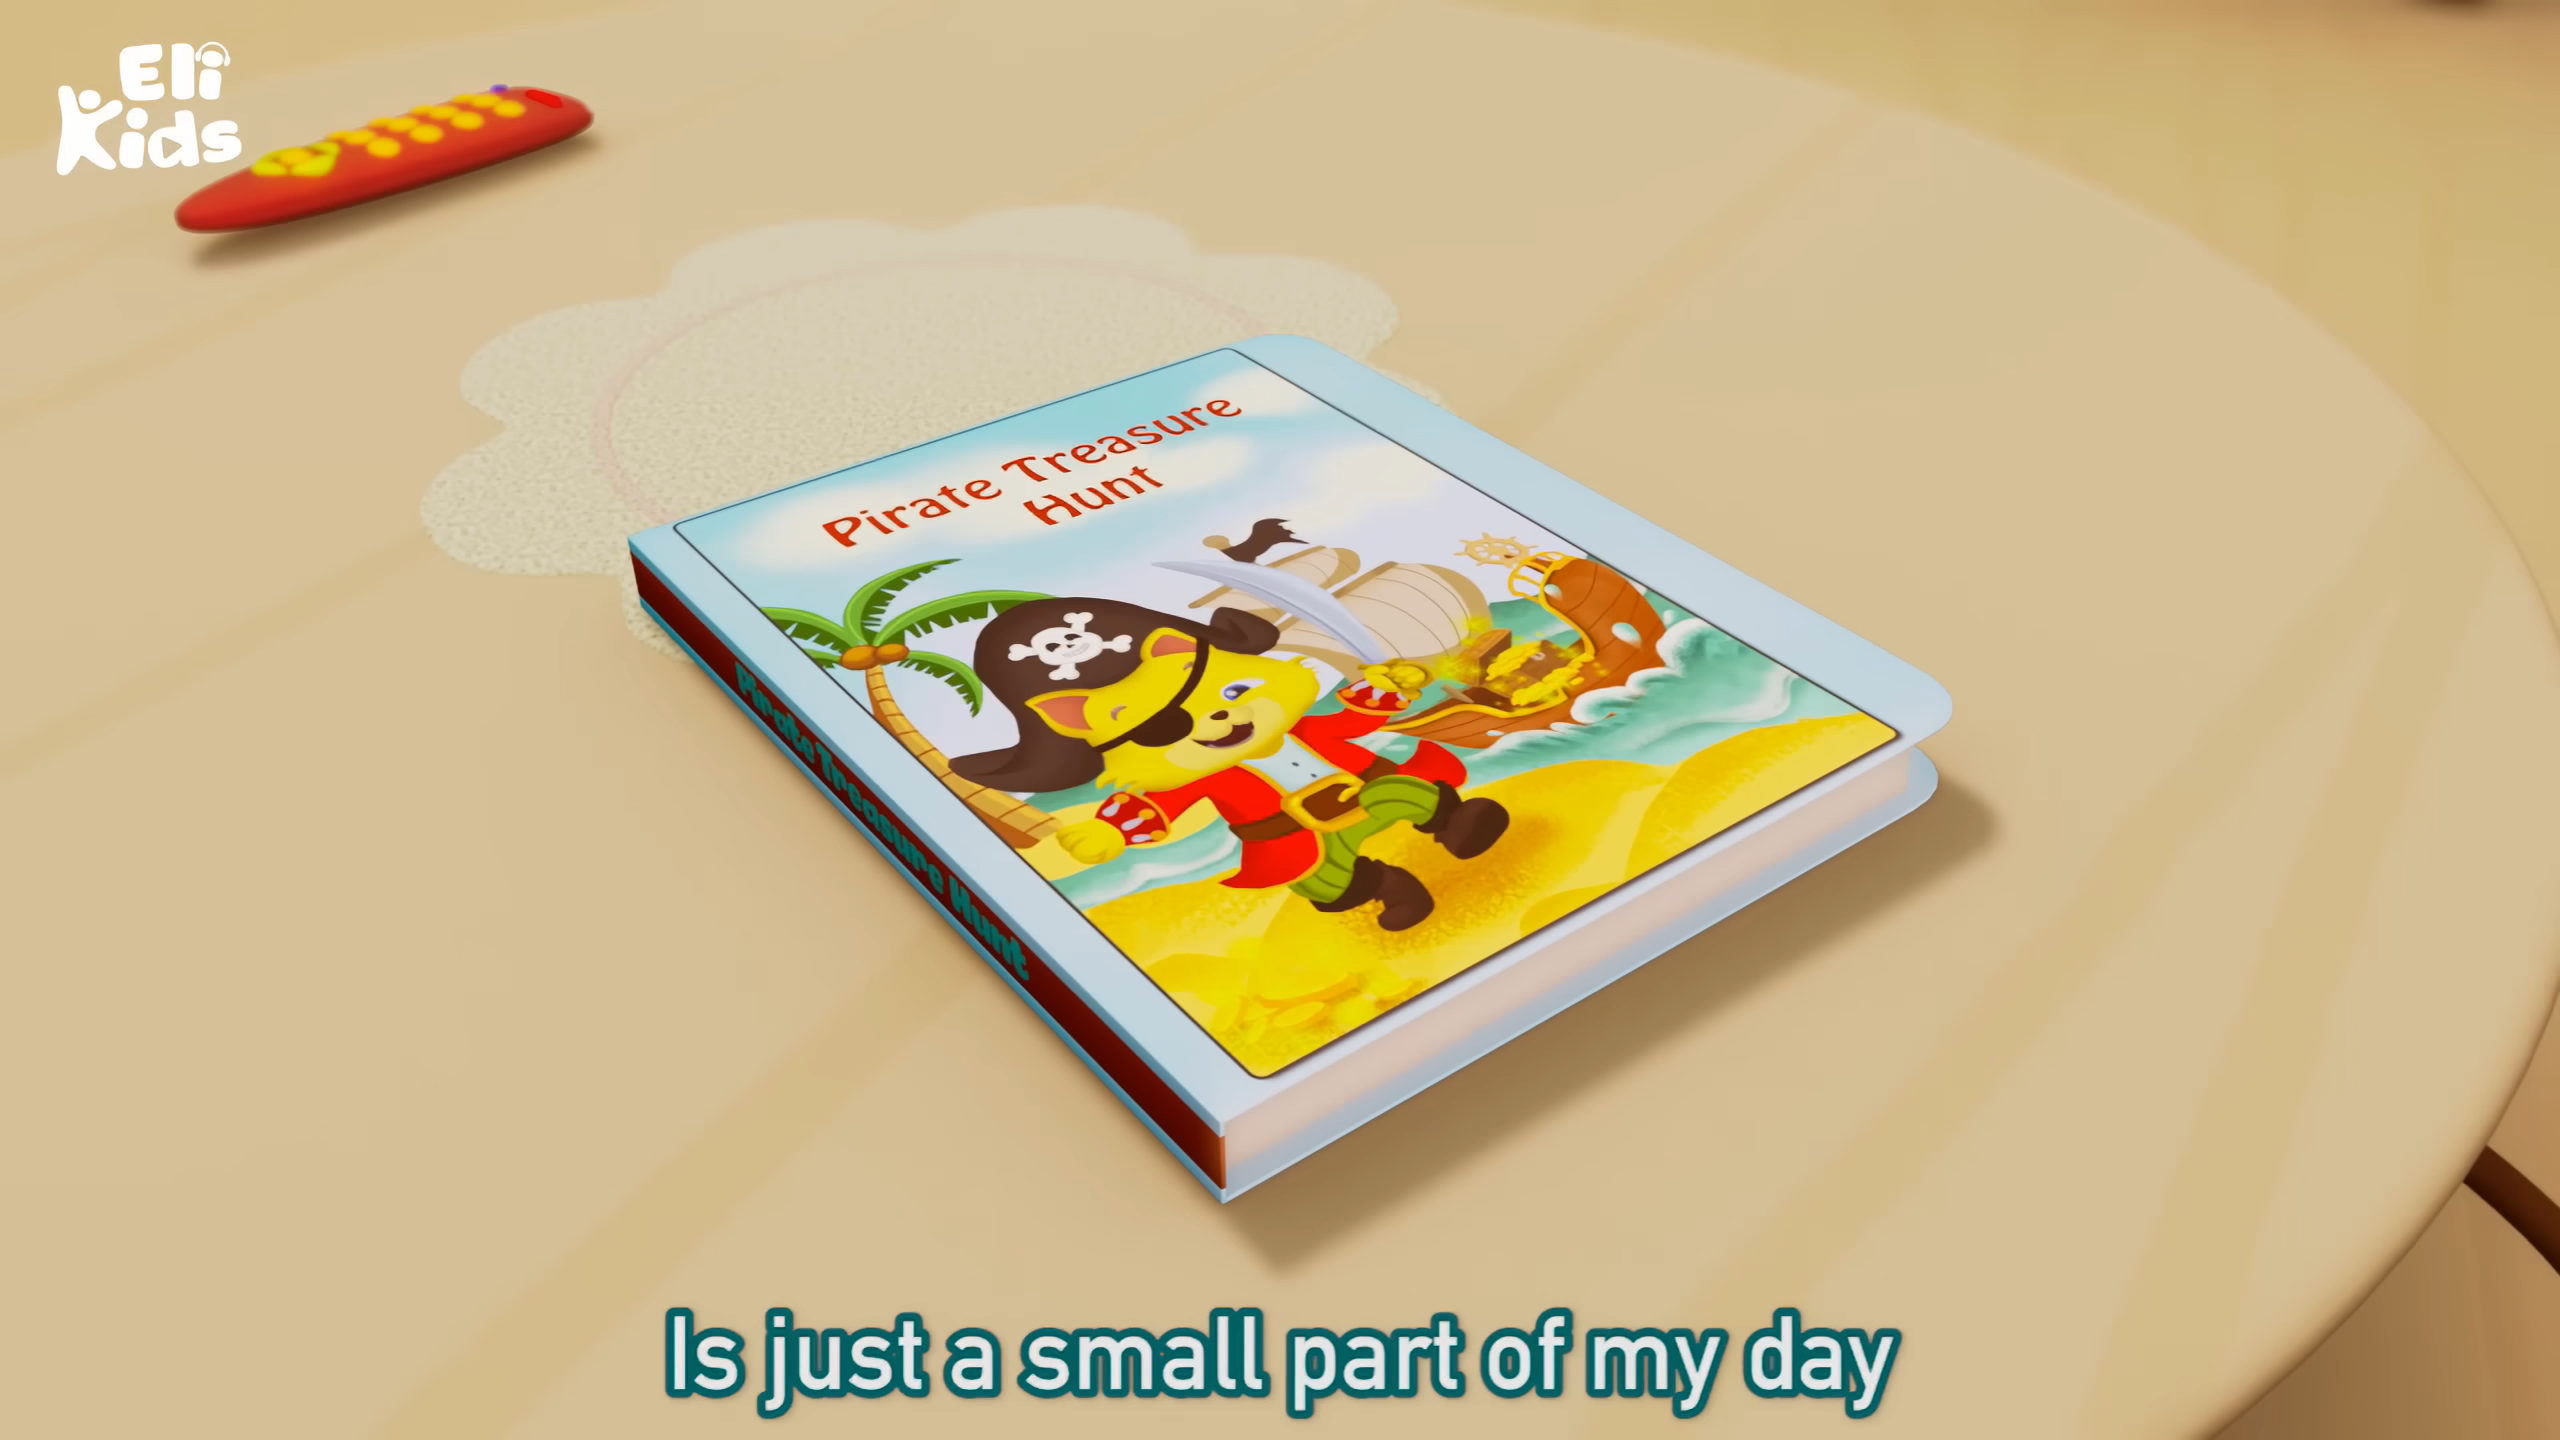 Eli
Kids
Pirate Treasure
Hunt
Pirate Treasure Hunt
Is just a small part of my day